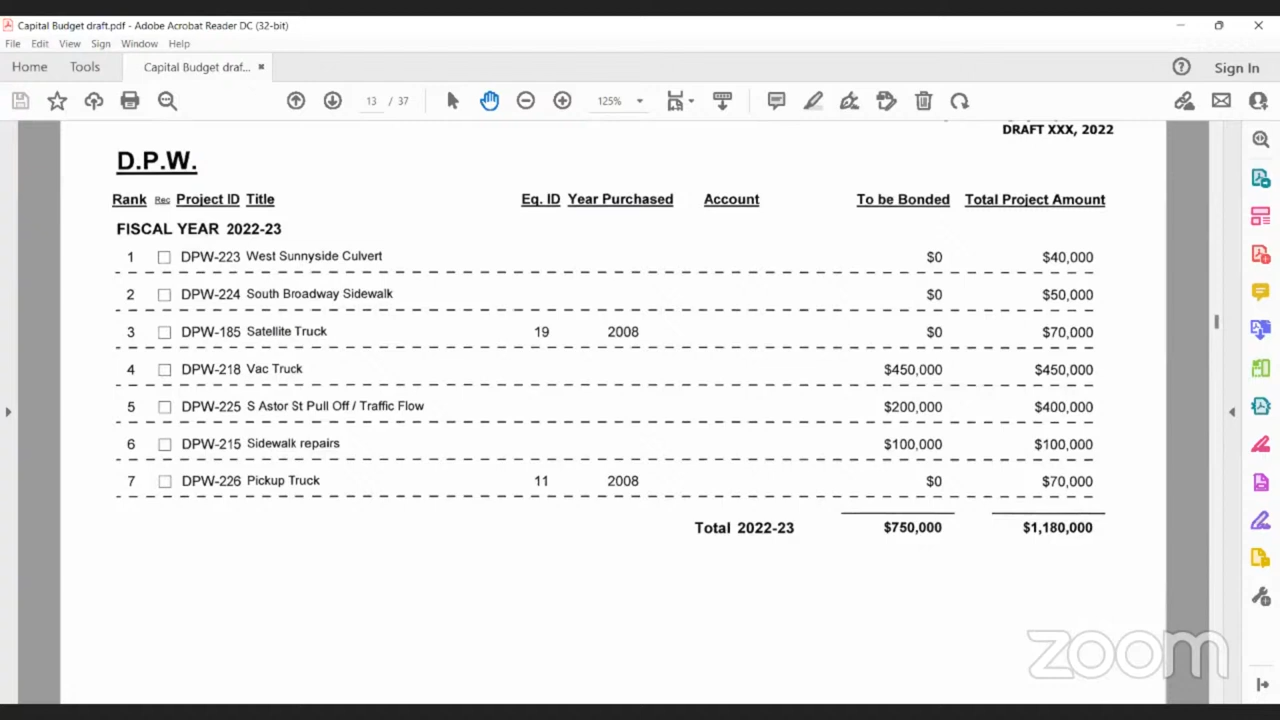 Capital Budget draft.pdf - Adobe Acrobat Reader DC (32-bit)
File Edit View Sign Window Help
Home Tools Capital Budget draf... Sign In
13 / 37 125%
DRAFT XXX, 2022
D.P.W.
Rank Rec Project ID Title Eq. ID Year Purchased Account To be Bonded Total Project Amount
FISCAL YEAR 2022-23
1 DPW-223 West Sunnyside Culvert $0 $40,000
2 DPW-224 South Broadway Sidewalk $0 $50,000
3 DPW-185 Satellite Truck 19 2008 $0 $70,000
4 DPW-218 Vac Truck $450,000 $450,000
5 DPW-225 S Astor St Pull Off / Traffic Flow $200,000 $400,000
6 DPW-215 Sidewalk repairs $100,000 $100,000
7 DPW-226 Pickup Truck 11 2008 $0 $70,000
Total 2022-23 $750,000 $1,180,000
zoom